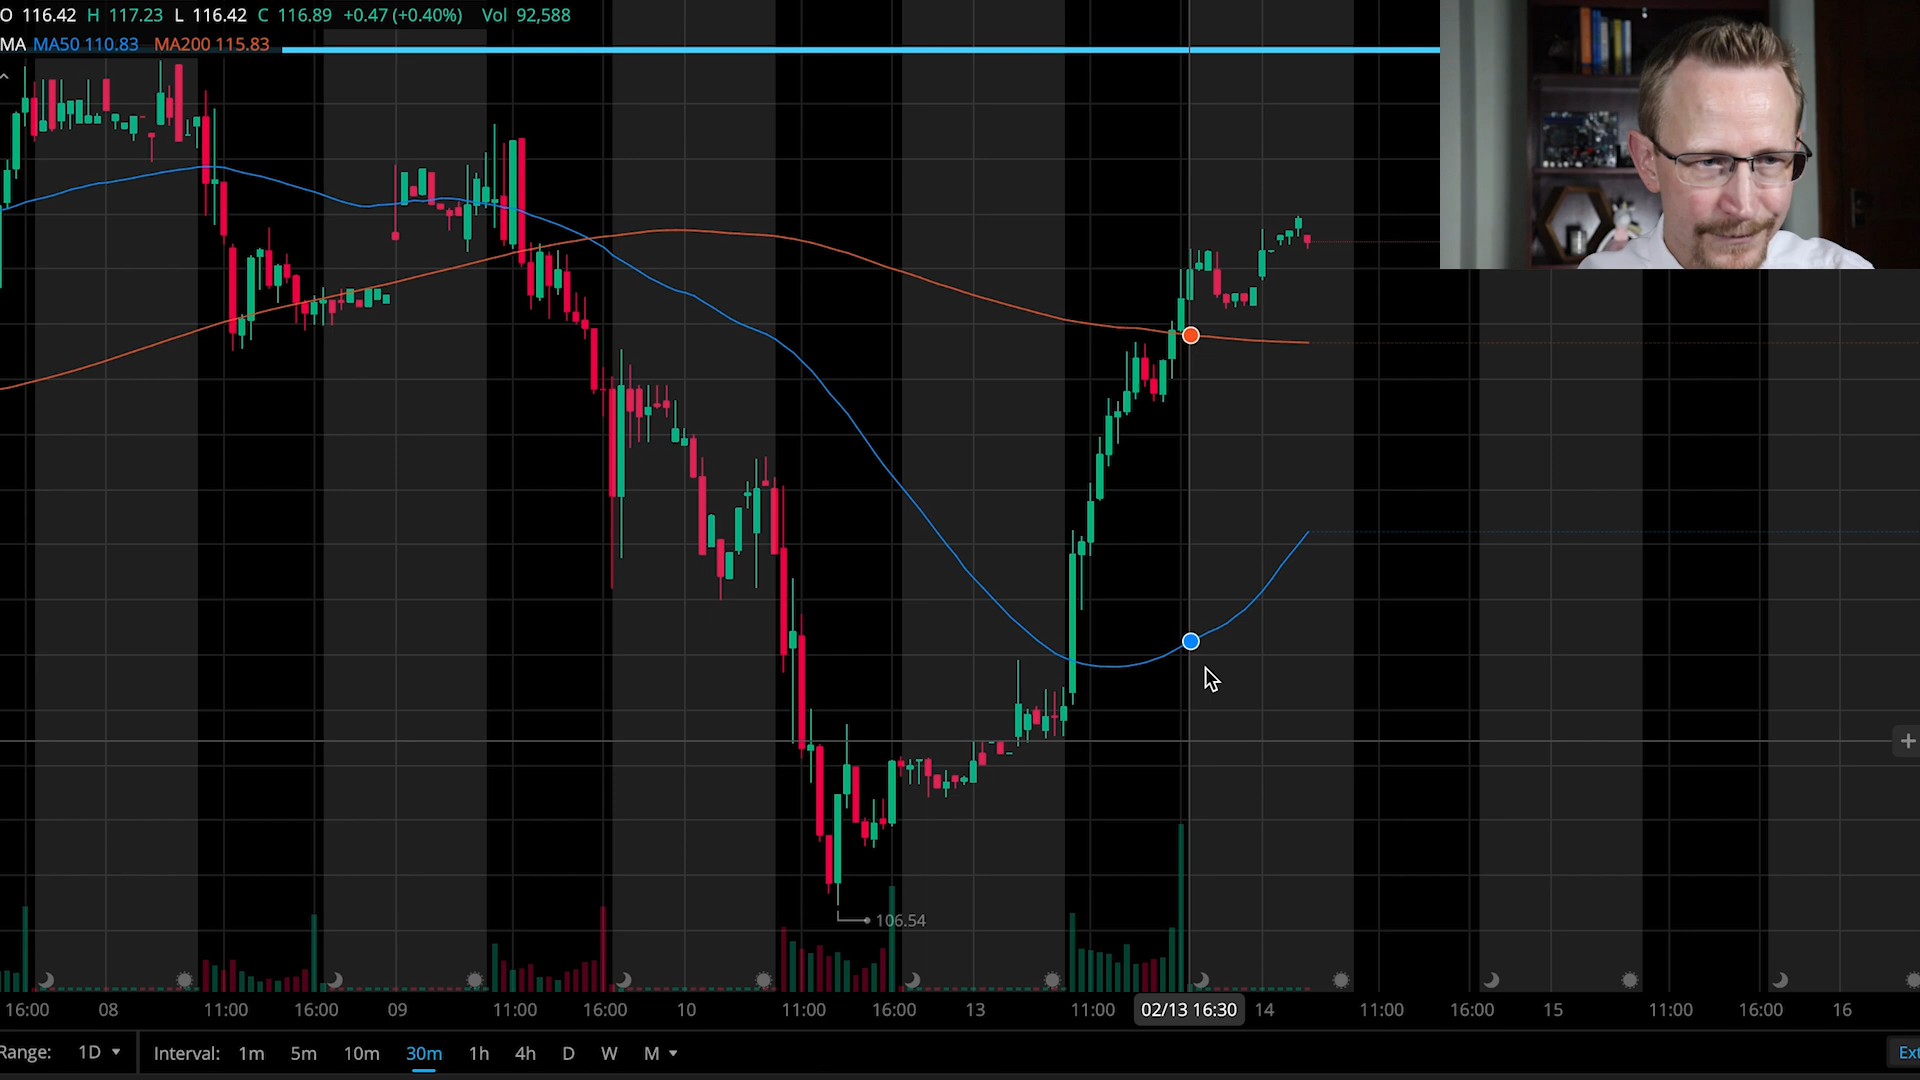 O 116.42 H 117.23 L 116.42 C 116.89 +0.47 (+0.40%) Vol 92,588
MA MA50 110.83 MA200 115.83
106.54
16:00 08 11:00 16:00 09 11:00 16:00 10 11:00 16:00 13 11:00 02/13 16:30 14 11:00 16:00 15 11:00 16:00 16
Range: 1D Interval: 1m 5m 10m 30m 1h 4h D W M Ext